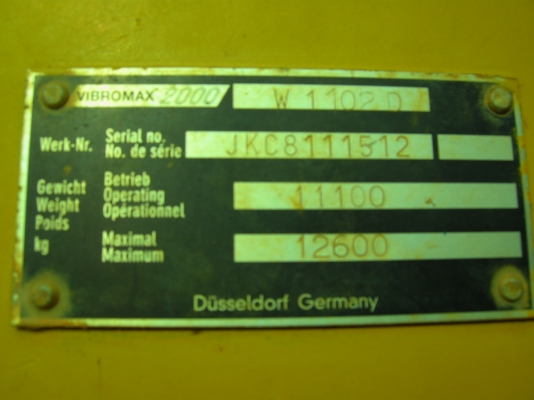 VIBROMAX 2000 W 1102 D
Werk-Nr. Serial no. JKC8111512
No. de série
Gewicht Betrieb
Weight Operating 11100
Poids Opérationnel
kg Maximal 12600
Maximum
Düsseldorf Germany